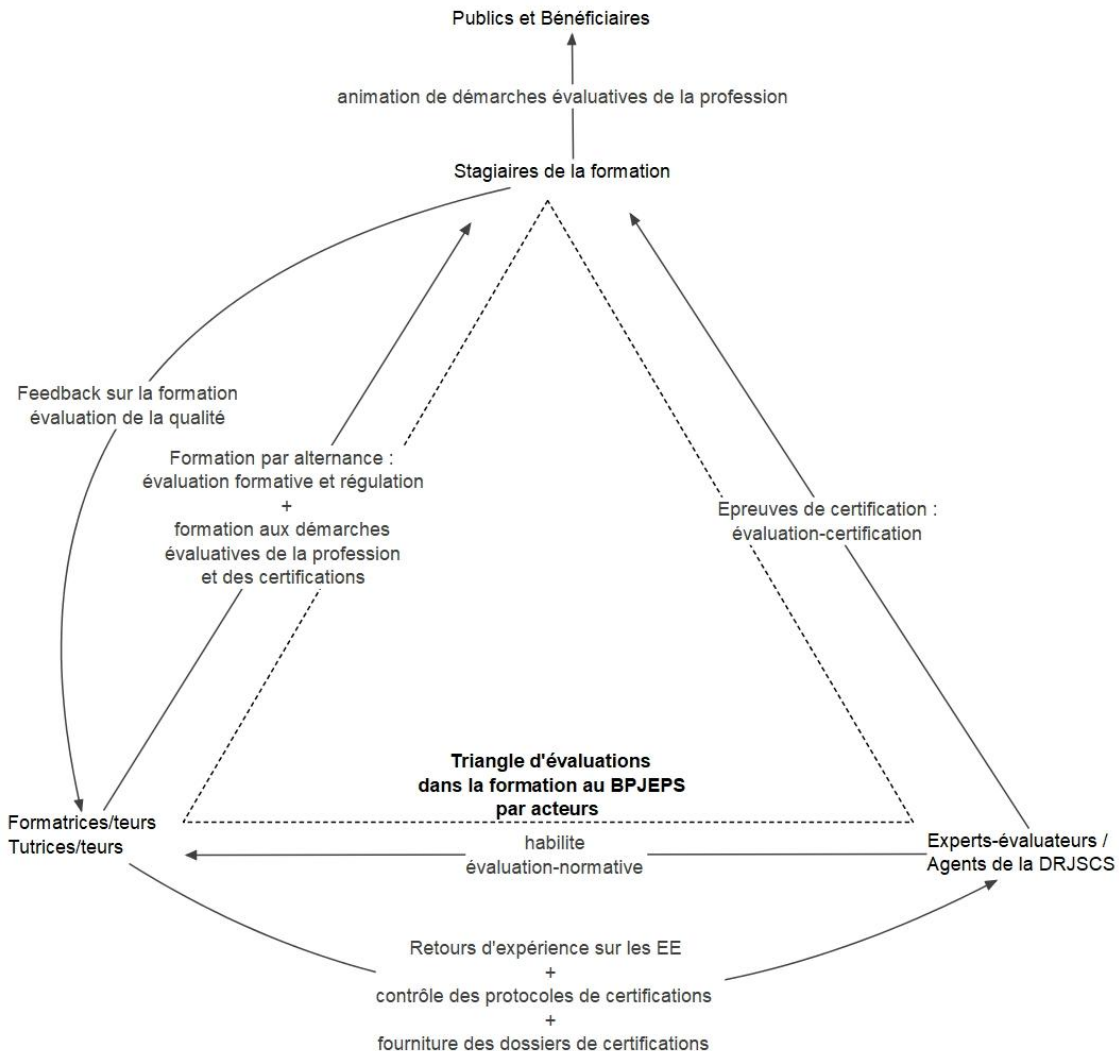 Publics et Bénéficiaires
animation de démarches évaluatives de la profession
Stagiaires de la formation
Feedback sur la formation
évaluation de la qualité
Formation par alternance :
évaluation formative et régulation
+
formation aux démarches
évaluatives de la profession
et des certifications
Epreuves de certification :
évaluation-certification
Triangle d'évaluations
dans la formation au BPJEPS
par acteurs
Formatrices/teurs
Tutrices/teurs
habilite
évaluation-normative
Experts-évaluateurs /
Agents de la DRJSCS
Retours d'expérience sur les EE
+
contrôle des protocoles de certifications
+
fourniture des dossiers de certifications